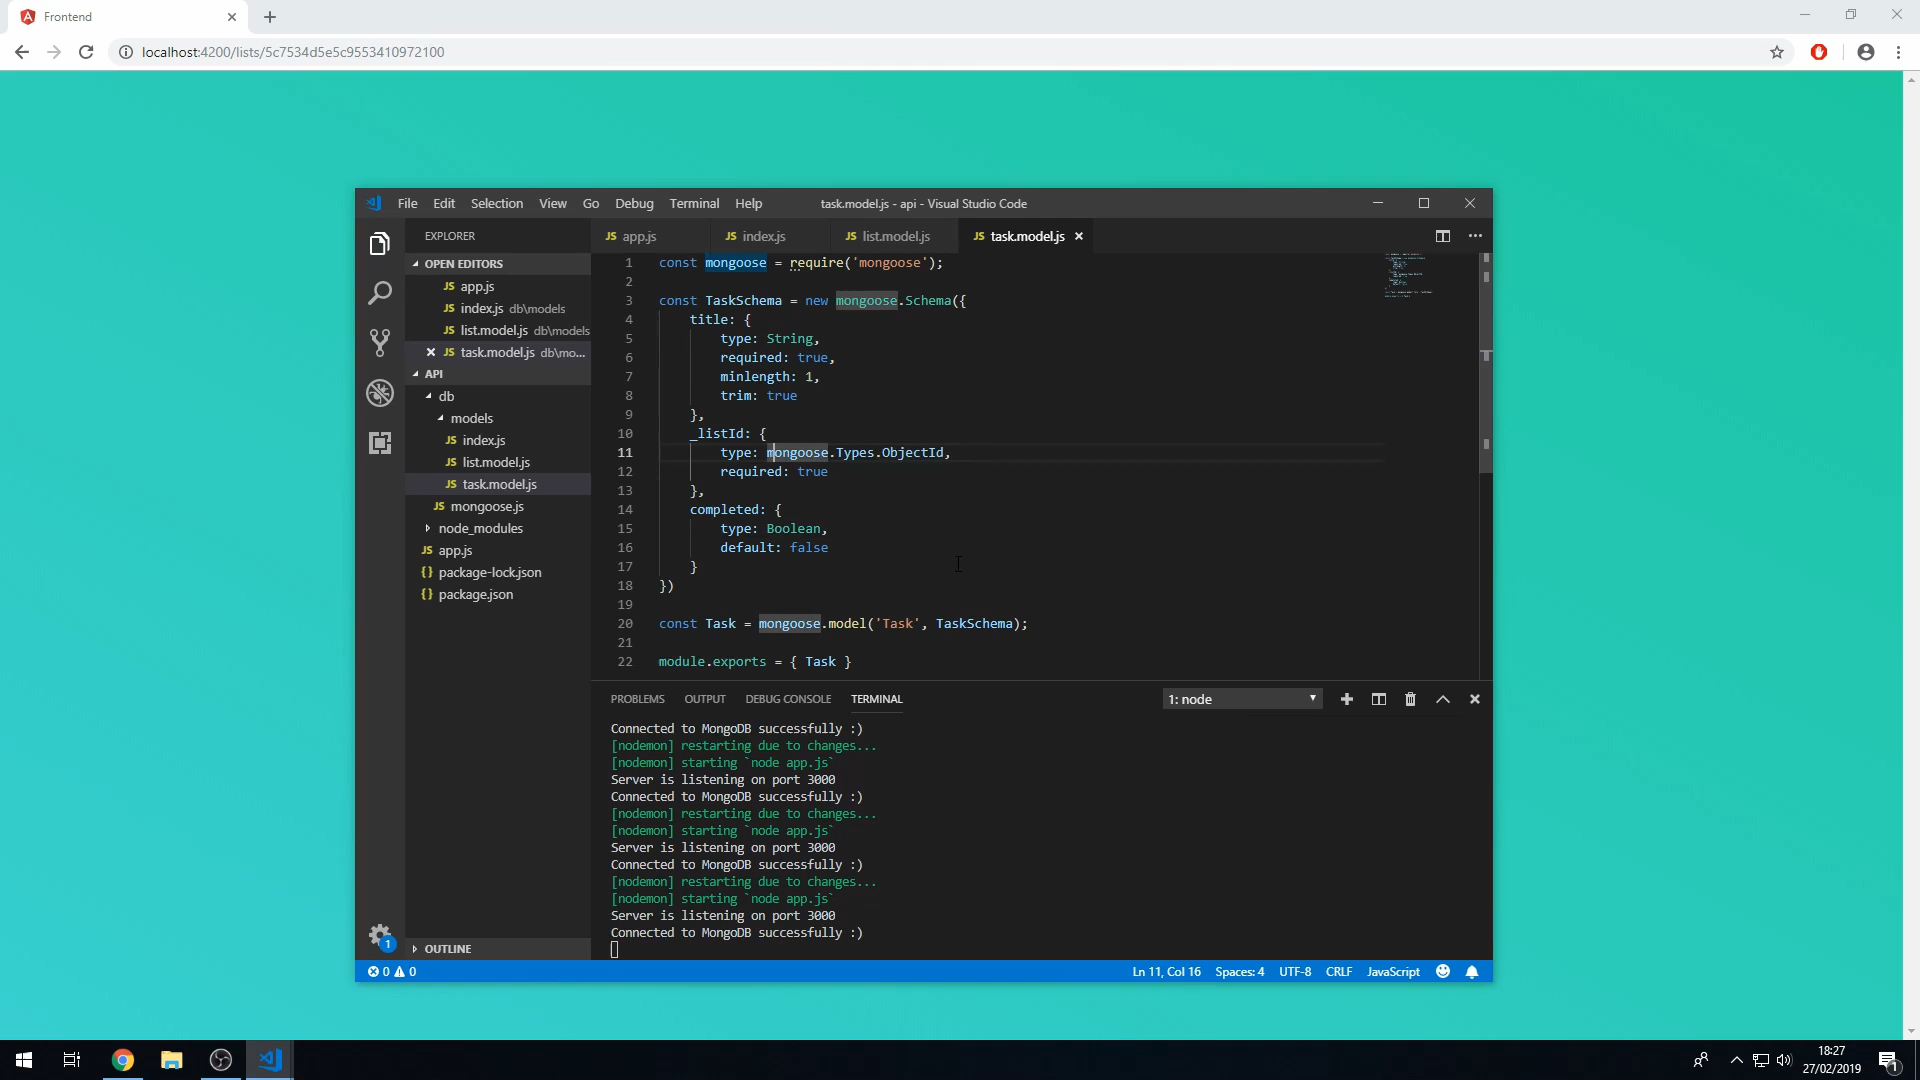 Frontend
localhost:4200/lists/5c7534d5e5c9553410972100
File Edit Selection View Go Debug Terminal Help task.model.js - api - Visual Studio Code
EXPLORER
OPEN EDITORS
JS app.js
JS index.js db\models
JS list.model.js db\models
JS task.model.js db\mo...
API
db
models
JS index.js
JS list.model.js
JS task.model.js
JS mongoose.js
node_modules
JS app.js
{} package-lock.json
{} package.json
OUTLINE
JS app.js JS index.js JS list.model.js JS task.model.js
1 const mongoose = require('mongoose');
2
3 const TaskSchema = new mongoose.Schema({
4 title: {
5 type: String,
6 required: true,
7 minlength: 1,
8 trim: true
9 },
10 _listId: {
11 type: mongoose.Types.ObjectId,
12 required: true
13 },
14 completed: {
15 type: Boolean,
16 default: false
17 }
18 })
19
20 const Task = mongoose.model('Task', TaskSchema);
21
22 module.exports = { Task }
PROBLEMS OUTPUT DEBUG CONSOLE TERMINAL 1: node
Connected to MongoDB successfully :)
[nodemon] restarting due to changes...
[nodemon] starting `node app.js`
Server is listening on port 3000
Connected to MongoDB successfully :)
[nodemon] restarting due to changes...
[nodemon] starting `node app.js`
Server is listening on port 3000
Connected to MongoDB successfully :)
[nodemon] restarting due to changes...
[nodemon] starting `node app.js`
Server is listening on port 3000
Connected to MongoDB successfully :)
1
0 0 Ln 11, Col 16 Spaces: 4 UTF-8 CRLF JavaScript
18:27
27/02/2019
1